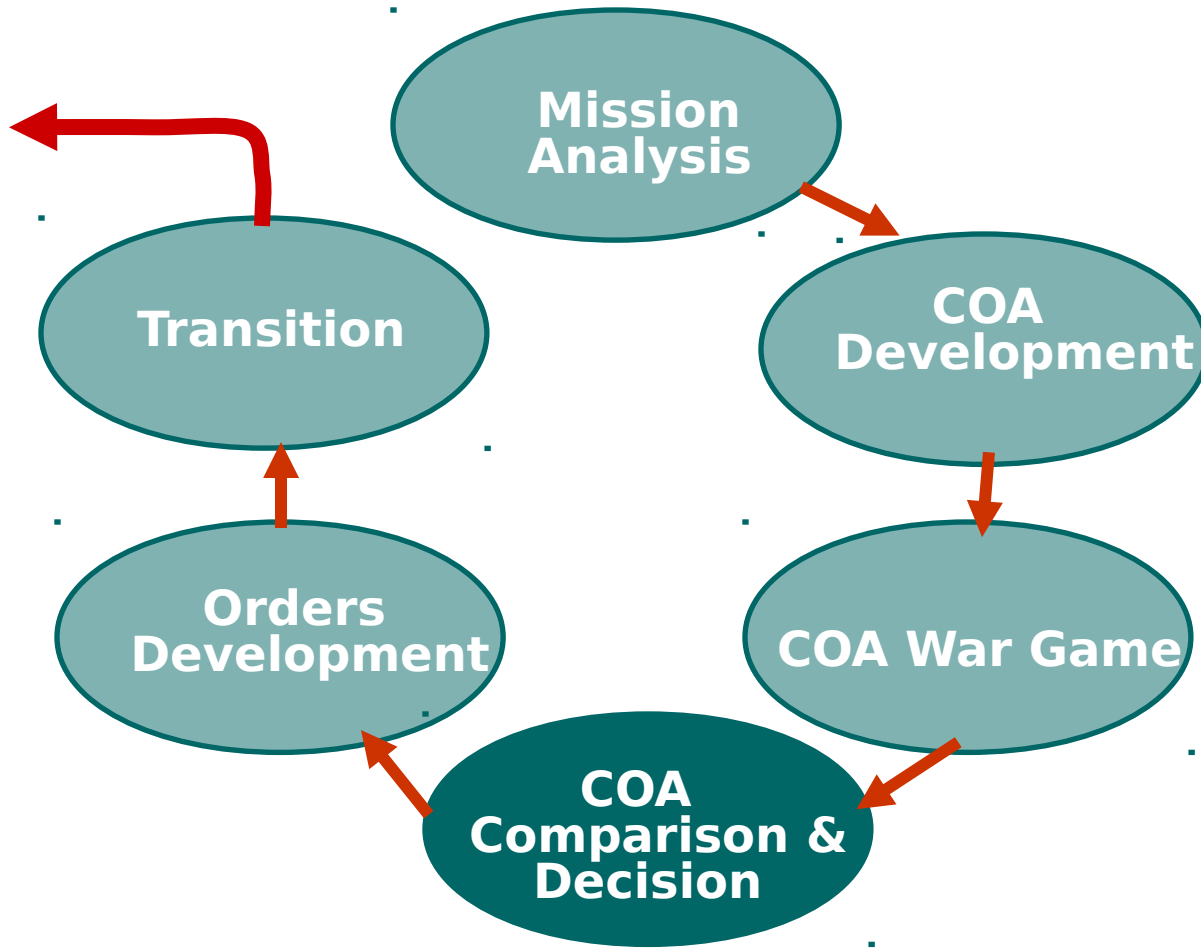 Mission
Analysis
COA
Development
COA War Game
COA
Comparison &
Decision
Orders
Development
Transition